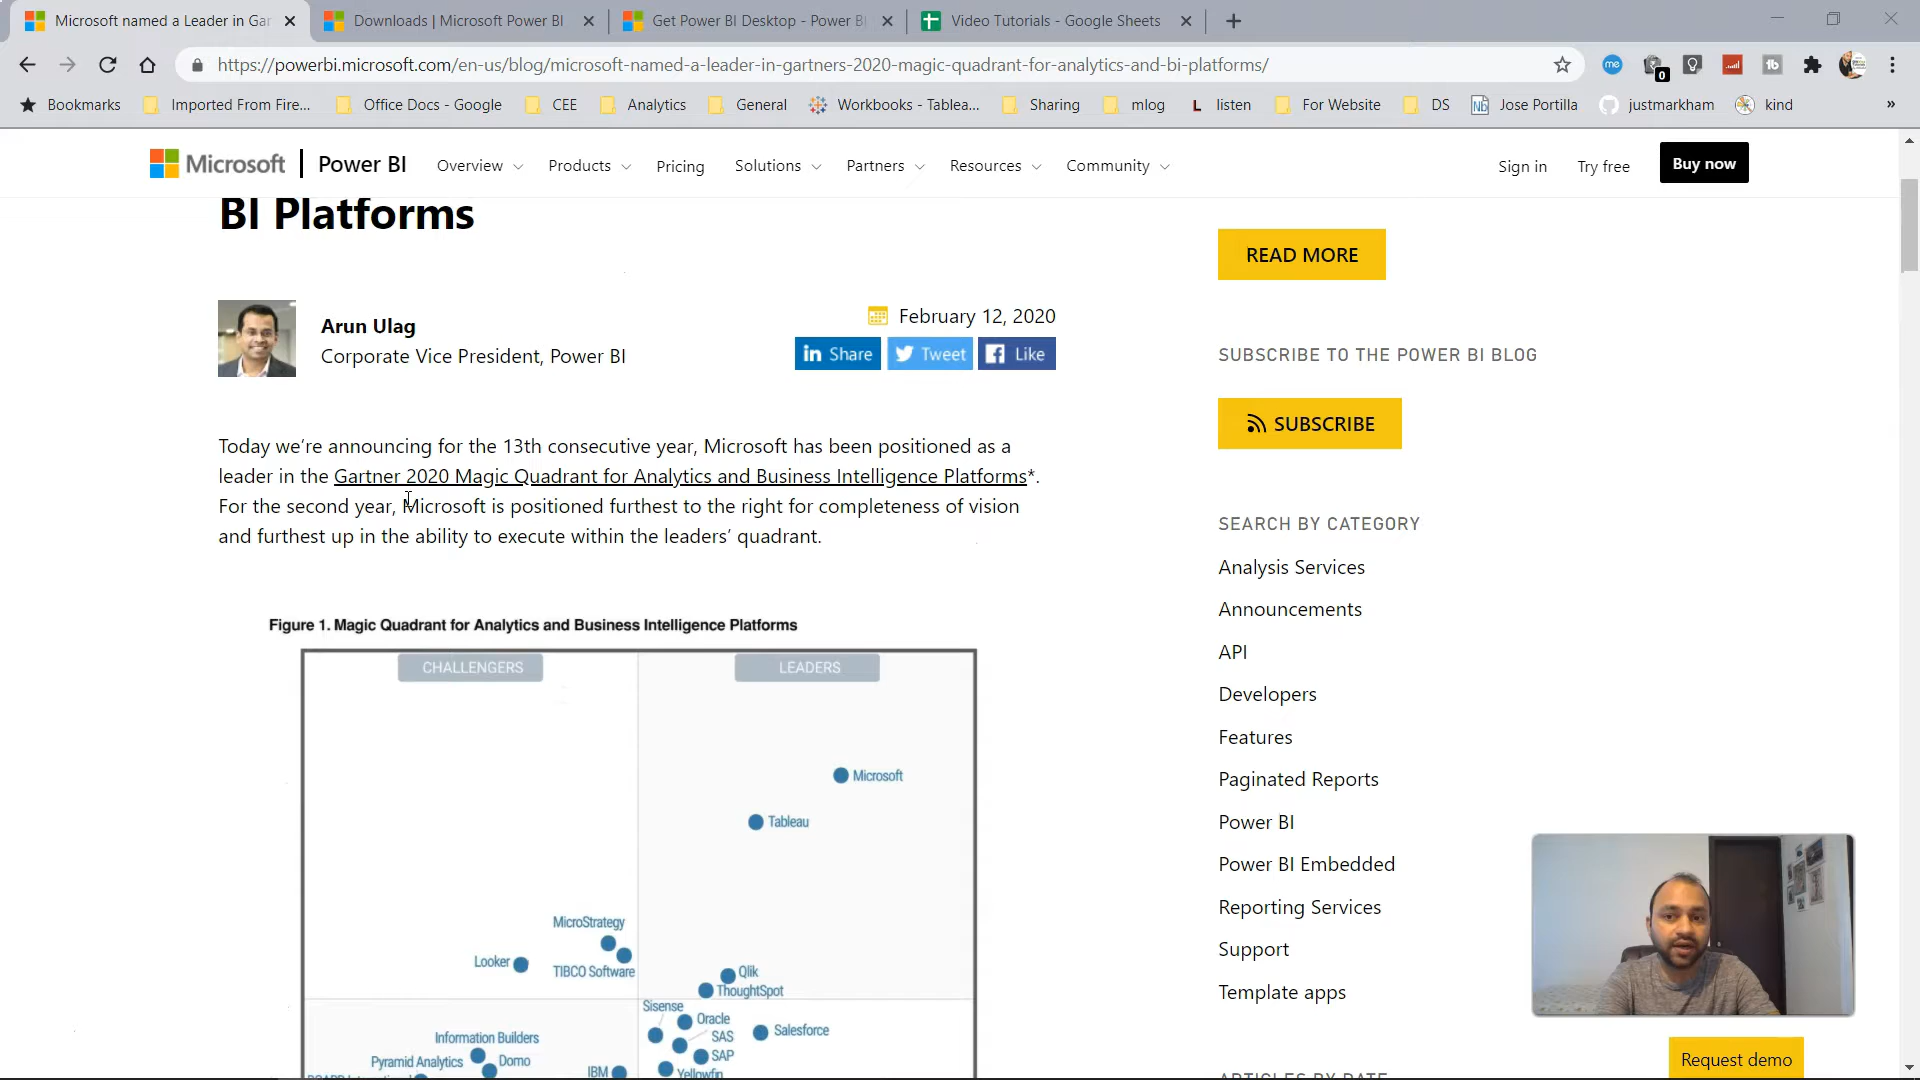 Microsoft named a Leader in Gar
Downloads | Microsoft Power BI
Get Power BI Desktop - Power B
Video Tutorials - Google Sheets
https://powerbi.microsoft.com/en-us/blog/microsoft-named-a-leader-in-gartners-2020-magic-quadrant-for-analytics-and-bi-platforms/
me
0
tb
Bookmarks
Imported From Fire...
Office Docs - Google
CEE
Analytics
General
Workbooks - Tablea...
Sharing
mlog
L listen
For Website
DS
Nb Jose Portilla
justmarkham
kind
»
Microsoft
Power BI
Overview
Products
Pricing
Solutions
Partners
Resources
Community
Sign in
Try free
Buy now
BI Platforms
Arun Ulag
Corporate Vice President, Power BI
February 12, 2020
in Share
Tweet
Like
Today we’re announcing for the 13th consecutive year, Microsoft has been positioned as a
leader in the Gartner 2020 Magic Quadrant for Analytics and Business Intelligence Platforms*.
For the second year, Microsoft is positioned furthest to the right for completeness of vision
and furthest up in the ability to execute within the leaders’ quadrant.
Figure 1. Magic Quadrant for Analytics and Business Intelligence Platforms
CHALLENGERS
LEADERS
Microsoft
Tableau
MicroStrategy
Looker
TIBCO Software
Qlik
ThoughtSpot
Sisense
Oracle
Salesforce
SAS
Information Builders
SAP
Pyramid Analytics
Domo
IBM
Yellowfin
READ MORE
SUBSCRIBE TO THE POWER BI BLOG
SUBSCRIBE
SEARCH BY CATEGORY
Analysis Services
Announcements
API
Developers
Features
Paginated Reports
Power BI
Power BI Embedded
Reporting Services
Support
Template apps
ARTICLES BY DATE
Request demo